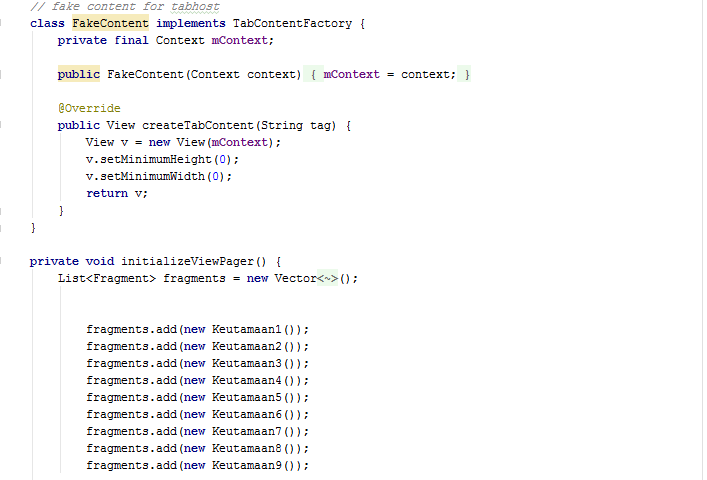 // fake content for tabhost
class FakeContent implements TabContentFactory {
private final Context mContext;
public FakeContent(Context context) { mContext = context; }
@Override
public View createTabContent(String tag) {
View v = new View(mContext);
v.setMinimumHeight(0);
v.setMinimumWidth(0);
return v;
}
}
private void initializeViewPager() {
List<Fragment> fragments = new Vector<~>();
fragments.add(new Keutamaan1());
fragments.add(new Keutamaan2());
fragments.add(new Keutamaan3());
fragments.add(new Keutamaan4());
fragments.add(new Keutamaan5());
fragments.add(new Keutamaan6());
fragments.add(new Keutamaan7());
fragments.add(new Keutamaan8());
fragments.add(new Keutamaan9());